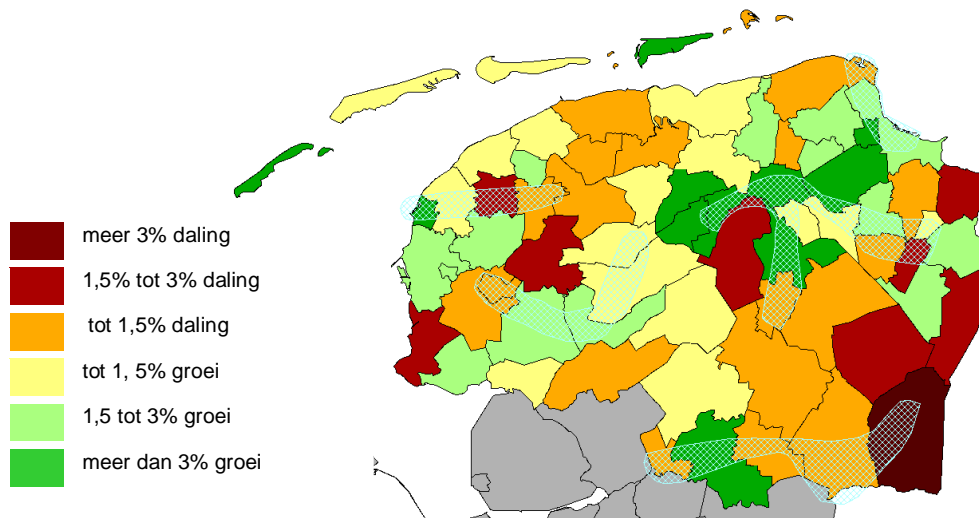 meer 3% daling
1,5% tot 3% daling
tot 1,5% daling
tot 1, 5% groei
1,5 tot 3% groei
meer dan 3% groei